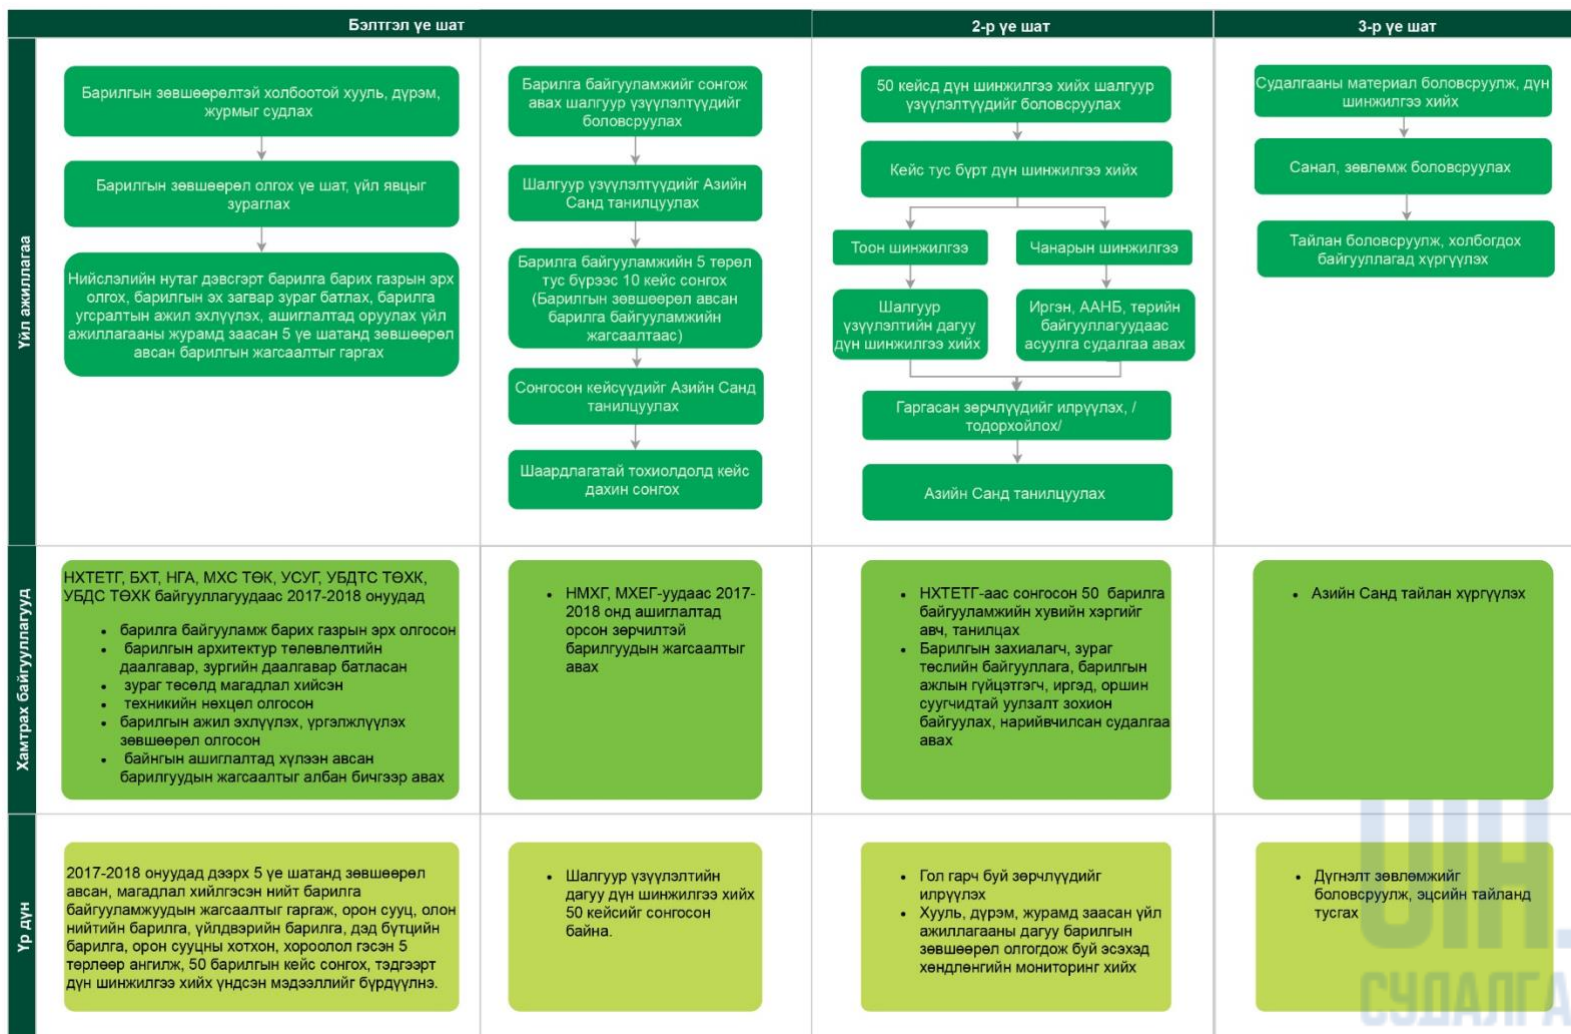 Бэлтгэл үе шат
2-р үе шат
3-р үе шат
Үйл ажиллагаа
Барилгын зөвшөөрөлтэй холбоотой хууль, дүрэм,
журмыг судлах
Барилгын зөвшөөрөл олгох үе шат, үйл явцыг
зураглах
Нийслэлийн нутаг дэвсгэрт барилга барих газрын эрх
олгох, барилгын эх загвар зураг батлах, барилга
угсралтын ажил эхлүүлэх, ашиглалтад оруулах үйл
ажиллагааны журамд заасан 5 үе шатанд зөвшөөрөл
авсан барилгын жагсаалтыг гаргах
Барилга байгууламжийг сонгож
авах шалгуур үзүүлэлтүүдийг
боловсруулах
Шалгуур үзүүлэлтүүдийг Азийн
Санд танилцуулах
Барилга байгууламжийн 5 төрөл
тус бүрээс 10 кейс сонгох
(Барилгын зөвшөөрөл авсан
барилга байгууламжийн
жагсаалтаас)
Сонгосон кейсүүдийг Азийн Санд
танилцуулах
Шаардлагатай тохиолдолд кейс
дахин сонгох
50 кейсд дүн шинжилгээ хийх шалгуур
үзүүлэлтүүдийг боловсруулах
Кейс тус бүрт дүн шинжилгээ хийх
Тоон шинжилгээ
Чанарын шинжилгээ
Шалгуур
үзүүлэлтийн дагуу
дүн шинжилгээ хийх
Иргэн, ААНБ, төрийн
байгууллагуудаас
асуулга судалгаа авах
Гаргасан зөрчлүүдийг илрүүлэх, /
тодорхойлох/
Азийн Санд танилцуулах
Судалгааны материал боловсруулж, дүн
шинжилгээ хийх
Санал, зөвлөмж боловсруулах
Тайлан боловсруулж, холбогдох
байгууллагад хүргүүлэх
Хамтрах байгууллагууд
НХТЕТГ, БХТ, НГА, МХС ТӨК, УСУГ, УБДТС ТӨХК,
УБДС ТӨХК байгууллагуудаас 2017-2018 онуудад
• барилга байгууламж барих газрын эрх олгосон
• барилгын архитектур төлөвлөлтийн
даалгавар, зургийн даалгавар батласан
• зураг төсөлд магадлал хийсэн
• техникийн нөхцөл олгосон
• барилгын ажил эхлүүлэх, үргэлжлүүлэх
зөвшөөрөл олгосон
• байнгын ашиглалтад хүлээн авсан
барилгуудын жагсаалтыг албан бичгээр авах
• НМХГ, МХЕГ-уудаас 2017-
2018 онд ашиглалтад
орсон зөрчилтэй
барилгуудын жагсаалтыг
авах
• НХТЕТГ-аас сонгосон 50 барилга
байгууламжийн хувийн хэргийг
авч, танилцах
• Барилгын захиалагч, зураг
төслийн байгууллага, барилгын
ажлын гүйцэтгэгч, иргэд, оршин
суугчидтай уулзалт зохион
байгуулах, нарийвчилсан судалгаа
авах
• Азийн Санд тайлан хүргүүлэх
Үр дүн
2017-2018 онуудад дээрх 5 үе шатанд зөвшөөрөл
авсан, магадлал хийлгэсэн нийт барилга
байгууламжуудын жагсаалтыг гаргаж, орон сууц, олон
нийтийн барилга, үйлдвэрийн барилга, дэд бүтцийн
барилга, орон сууцны хотхон, хороолол гэсэн 5
төрлөөр ангилж, 50 барилгын кейс сонгох, тэдгээрт
дүн шинжилгээ хийх үндсэн мэдээллийг бүрдүүлнэ.
• Шалгуур үзүүлэлтийн
дагуу дүн шинжилгээ хийх
50 кейсийг сонгосон
байна.
• Гол гарч буй зөрчлүүдийг
илрүүлэх
• Хууль, дүрэм, журамд заасан үйл
ажиллагааны дагуу барилгын
зөвшөөрөл олгогдож буй эсэхэд
хөндлөнгийн мониторинг хийх
• Дүгнэлт зөвлөмжийг
боловсруулж, эцсийн тайланд
тусгах
СУДАЛГА